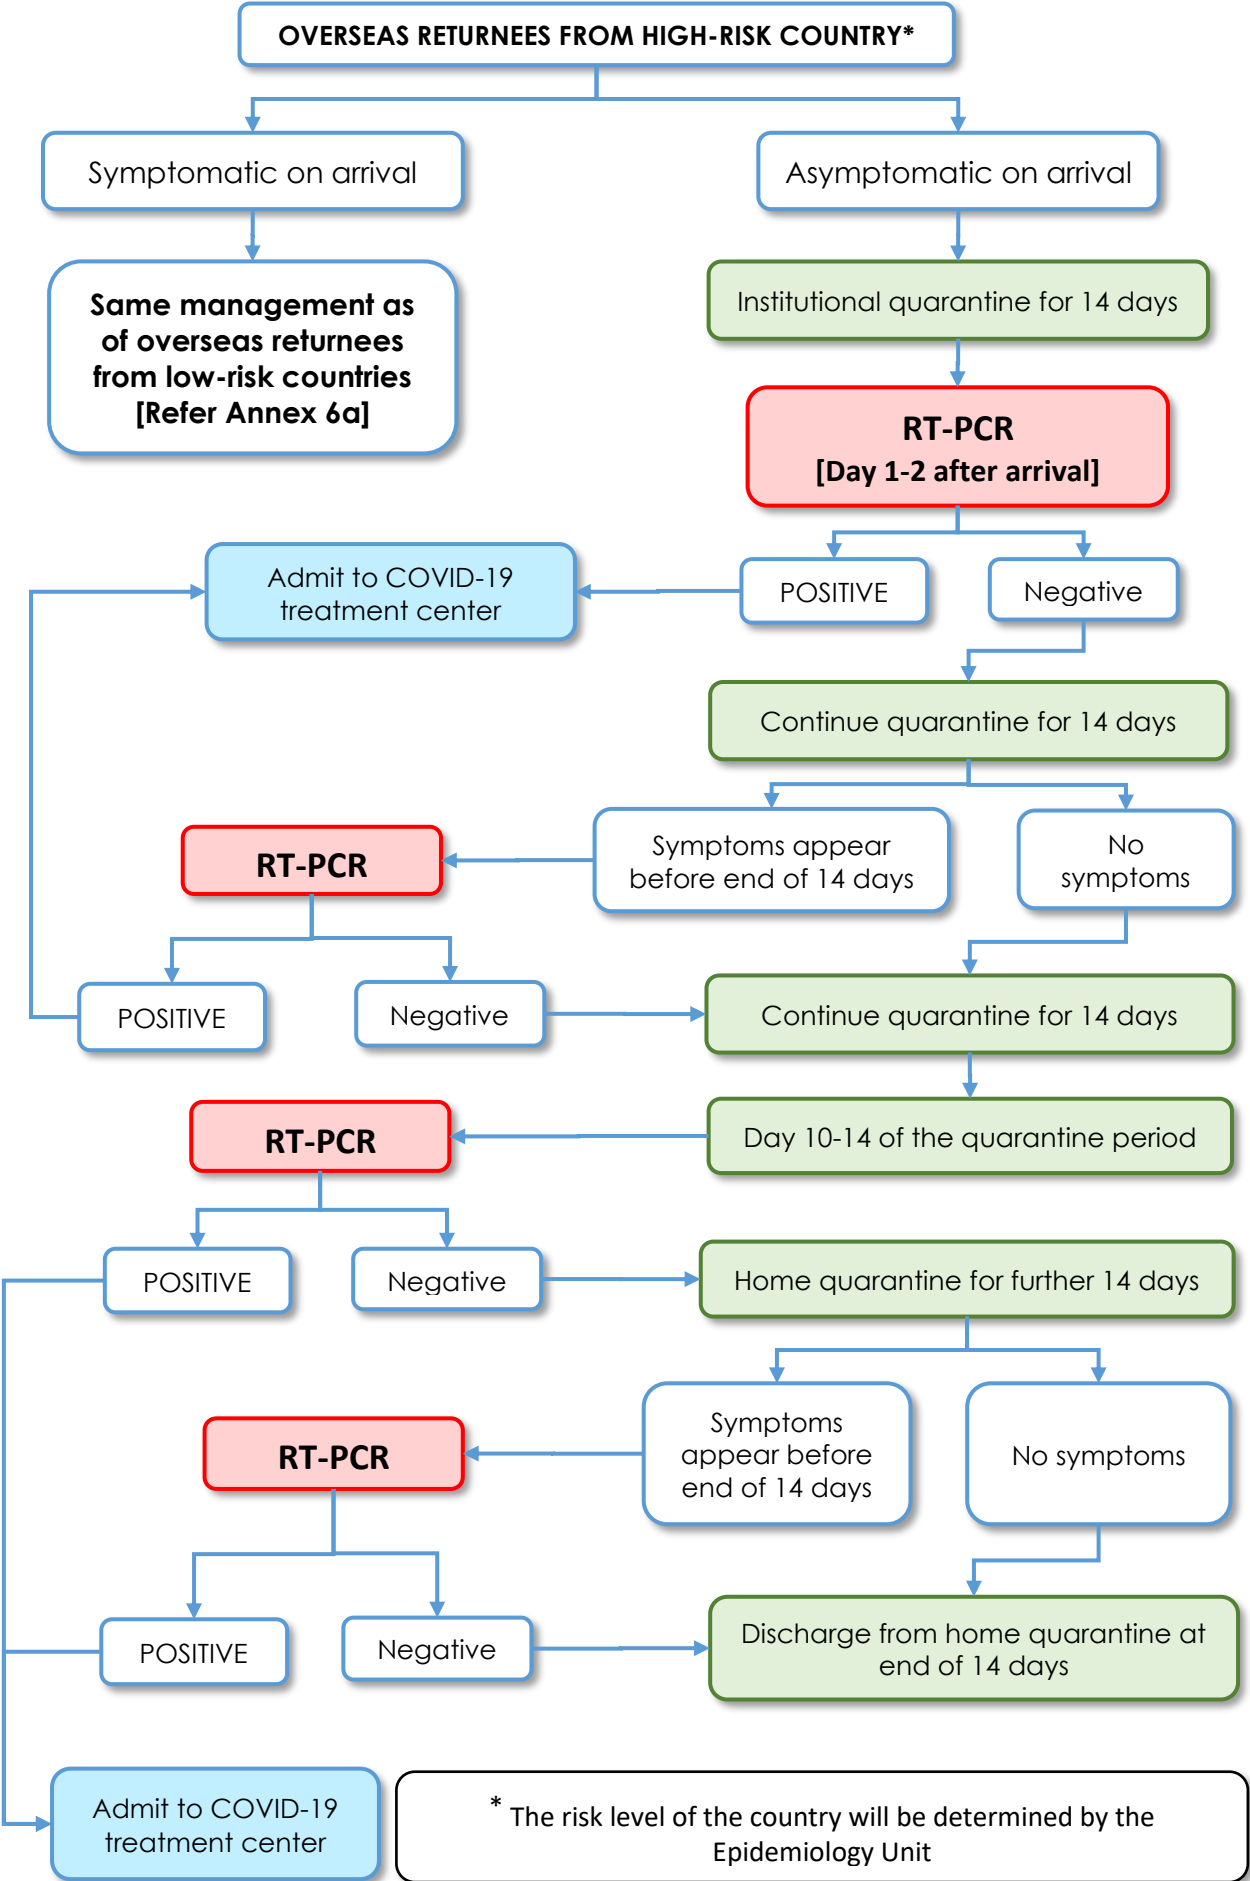 OVERSEAS RETURNEES FROM HIGH-RISK COUNTRY*
Symptomatic on arrival
Asymptomatic on arrival
Same management as
of overseas returnees
from low-risk countries
[Refer Annex 6a]
Institutional quarantine for 14 days
RT-PCR
[Day 1-2 after arrival]
Admit to COVID-19
treatment center
POSITIVE
Negative
Continue quarantine for 14 days
RT-PCR
Symptoms appear
before end of 14 days
No
symptoms
POSITIVE
Negative
Continue quarantine for 14 days
RT-PCR
Day 10-14 of the quarantine period
POSITIVE
Negative
Home quarantine for further 14 days
RT-PCR
Symptoms
appear before
end of 14 days
No symptoms
POSITIVE
Negative
Discharge from home quarantine at
end of 14 days
Admit to COVID-19
treatment center
* The risk level of the country will be determined by the
Epidemiology Unit